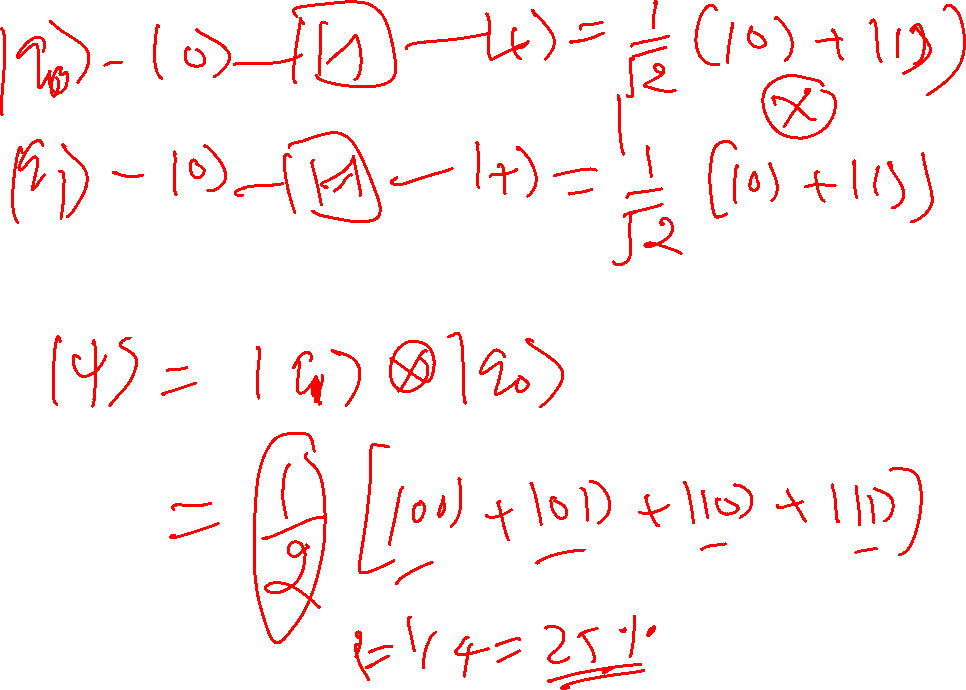 |q₀⟩ - |0⟩ - [H] - |+⟩ = 1/√2 (|0⟩ + |1⟩)
⊗
|q₁⟩ - |0⟩ - [H] - |+⟩ = 1/√2 (|0⟩ + |1⟩)
|ψ⟩ = |q₁⟩ ⊗ |q₀⟩
= 1/2 [|00⟩ + |01⟩ + |10⟩ + |11⟩]
= 1/4 = 25%